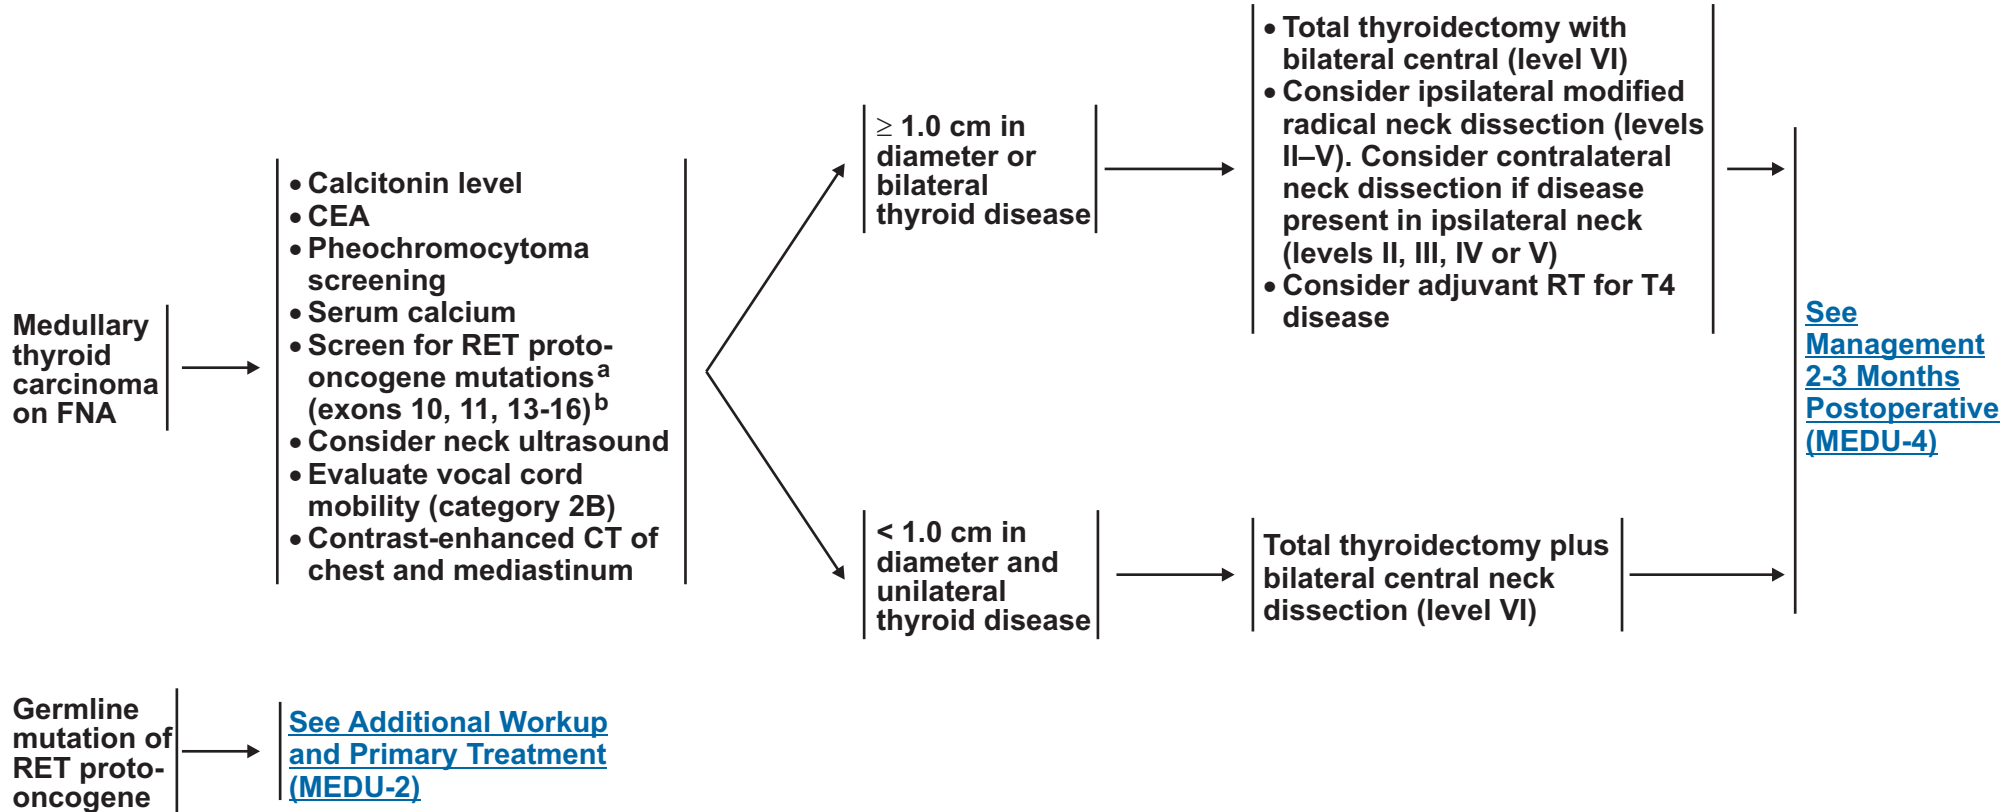 Medullary
thyroid
carcinoma
on FNA
• Calcitonin level
• CEA
• Pheochromocytoma
screening
• Serum calcium
• Screen for RET proto-
oncogene mutations a
(exons 10, 11, 13-16) b
• Consider neck ultrasound
• Evaluate vocal cord
mobility (category 2B)
• Contrast-enhanced CT of
chest and mediastinum
≥ 1.0 cm in
diameter or
bilateral
thyroid disease
• Total thyroidectomy with
bilateral central (level VI)
• Consider ipsilateral modified
radical neck dissection (levels
II–V). Consider contralateral
neck dissection if disease
present in ipsilateral neck
(levels II, III, IV or V)
• Consider adjuvant RT for T4
disease
< 1.0 cm in
diameter and
unilateral
thyroid disease
Total thyroidectomy plus
bilateral central neck
dissection (level VI)
See
Management
2-3 Months
Postoperative
(MEDU-4)
Germline
mutation of
RET proto-
oncogene
See Additional Workup
and Primary Treatment
(MEDU-2)